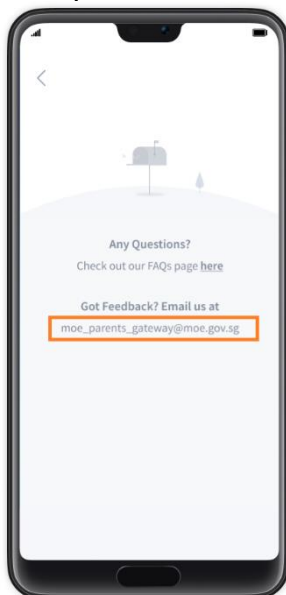 Any Questions?
Check out our FAQs page here
Got Feedback? Email us at
moe_parents_gateway@moe.gov.sg